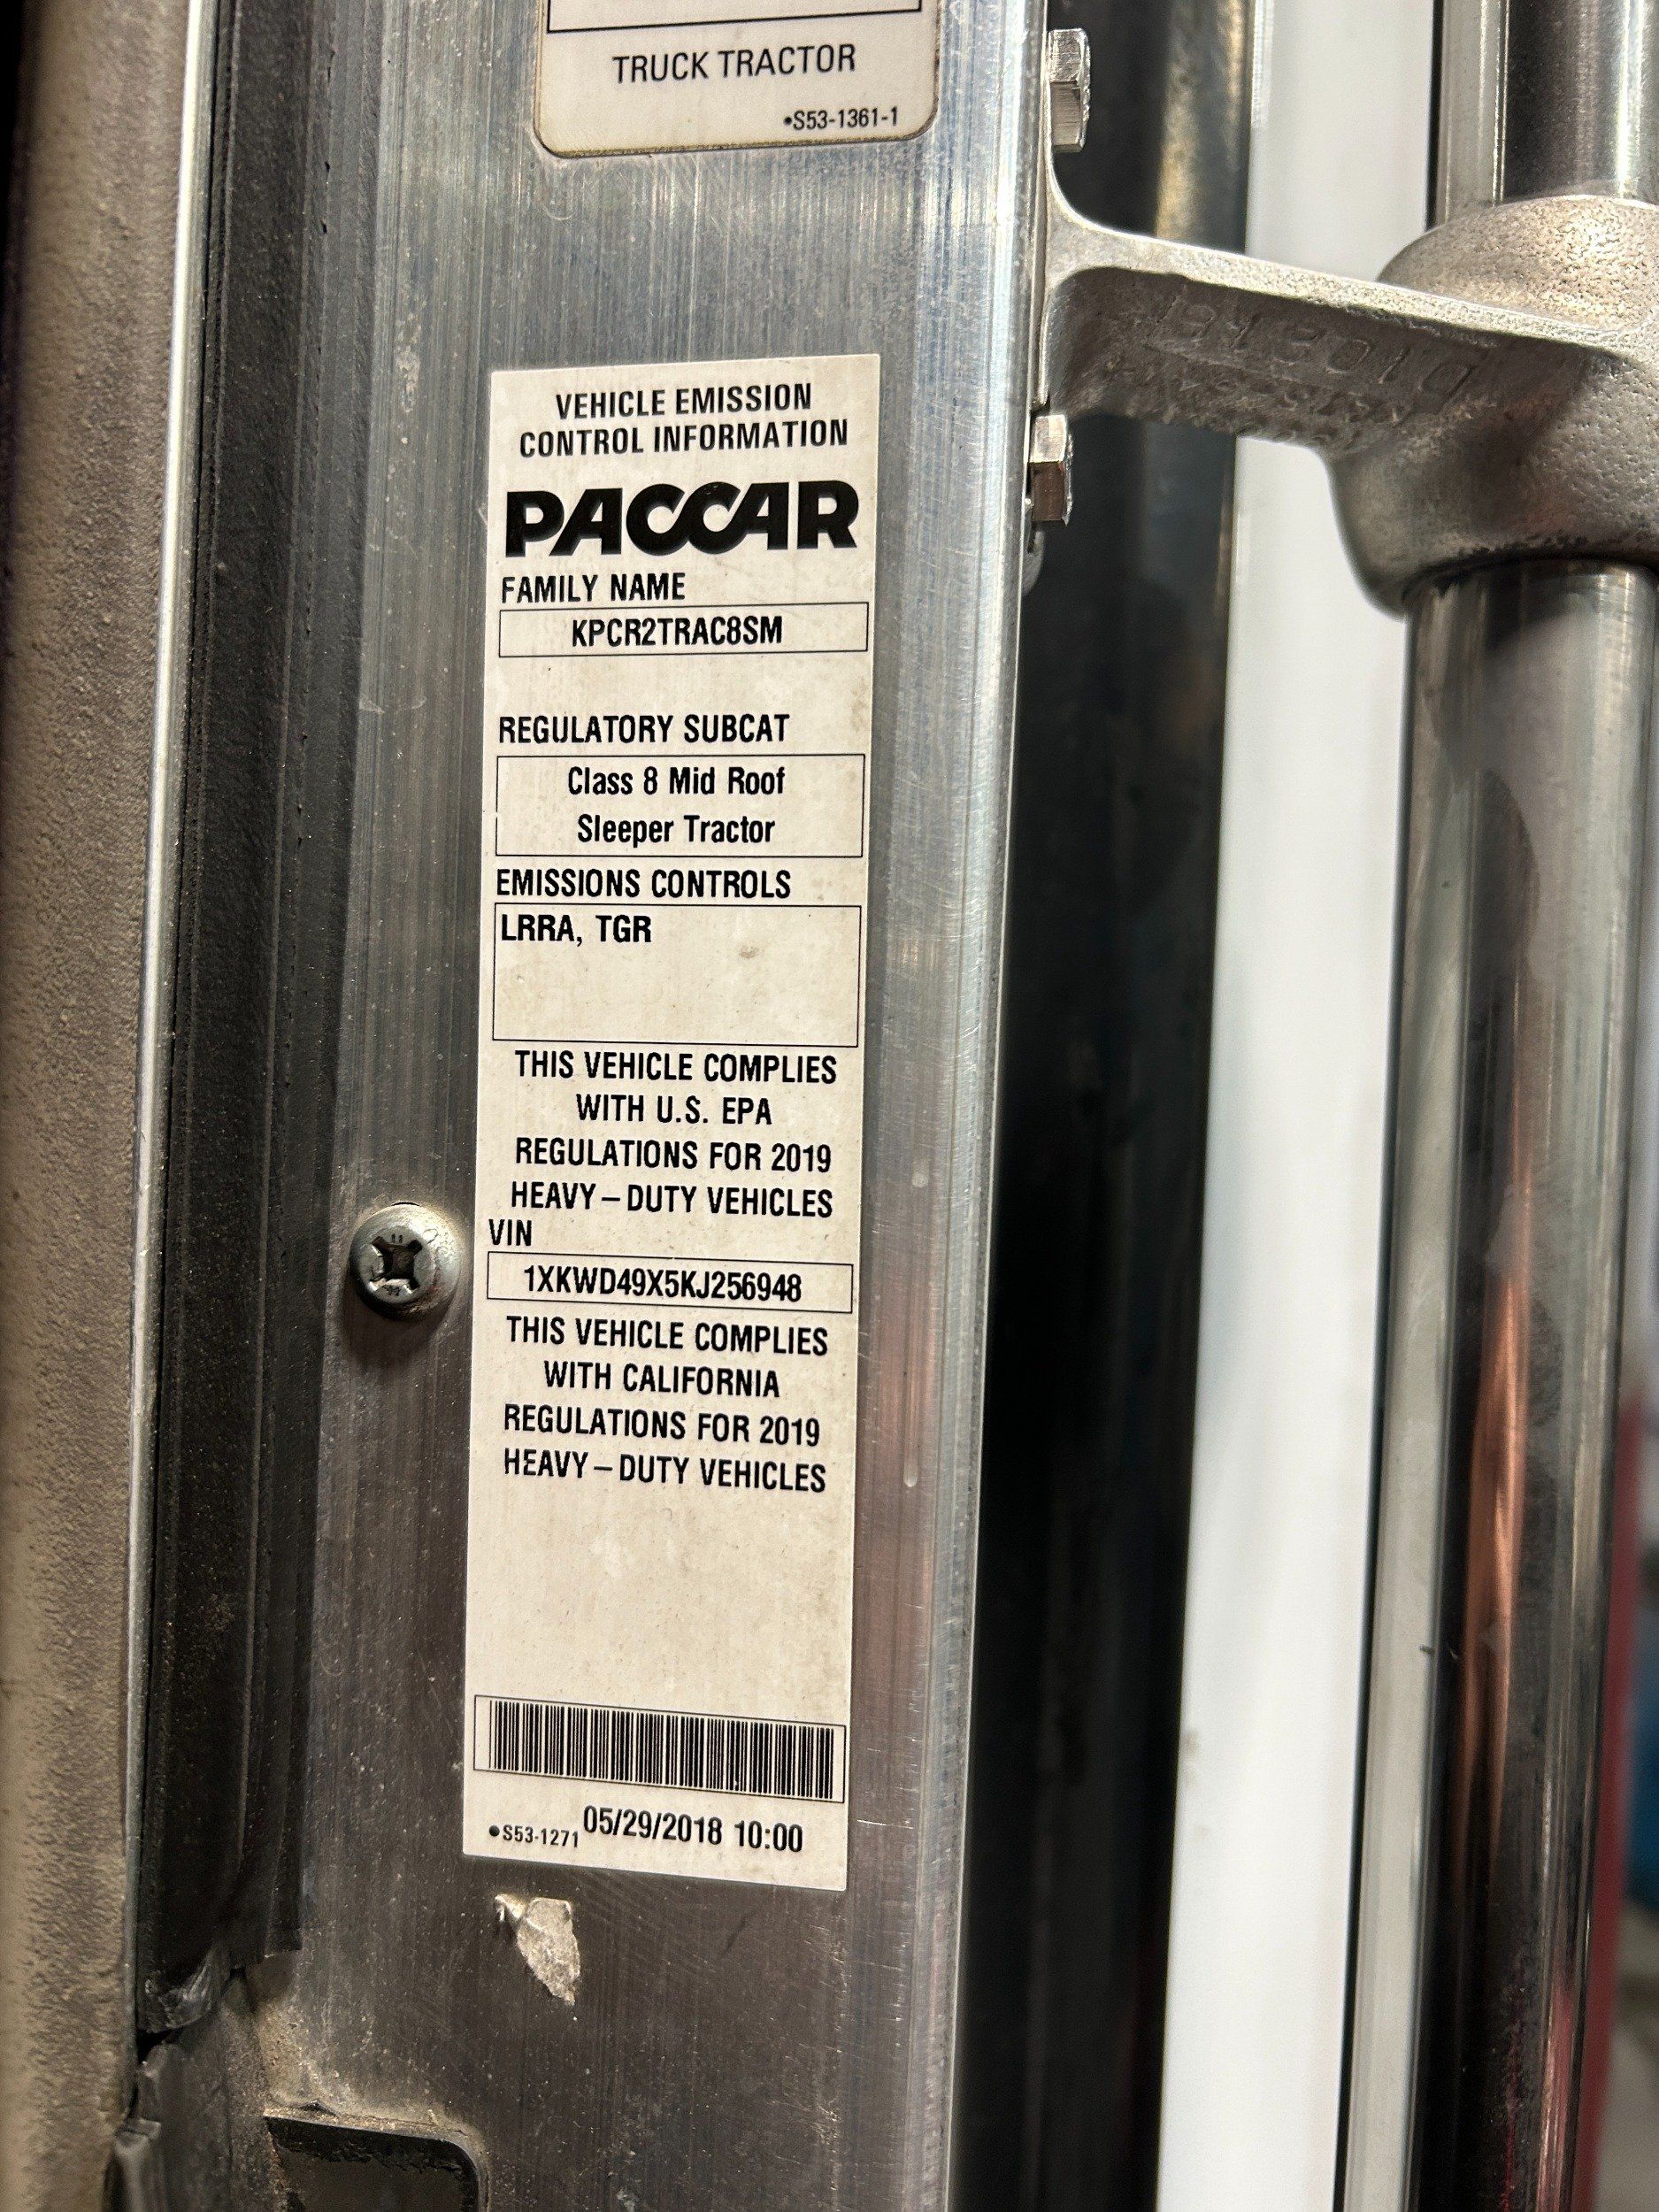 TRUCK TRACTOR
•S53-1361-1
VEHICLE EMISSION
CONTROL INFORMATION
PACCAR
FAMILY NAME
KPCR2TRAC8SM
REGULATORY SUBCAT
Class 8 Mid Roof
Sleeper Tractor
EMISSIONS CONTROLS
LRRA, TGR
THIS VEHICLE COMPLIES
WITH U.S. EPA
REGULATIONS FOR 2019
HEAVY–DUTY VEHICLES
VIN
1XKWD49X5KJ256948
THIS VEHICLE COMPLIES
WITH CALIFORNIA
REGULATIONS FOR 2019
HEAVY–DUTY VEHICLES
•S53-1271 05/29/2018 10:00